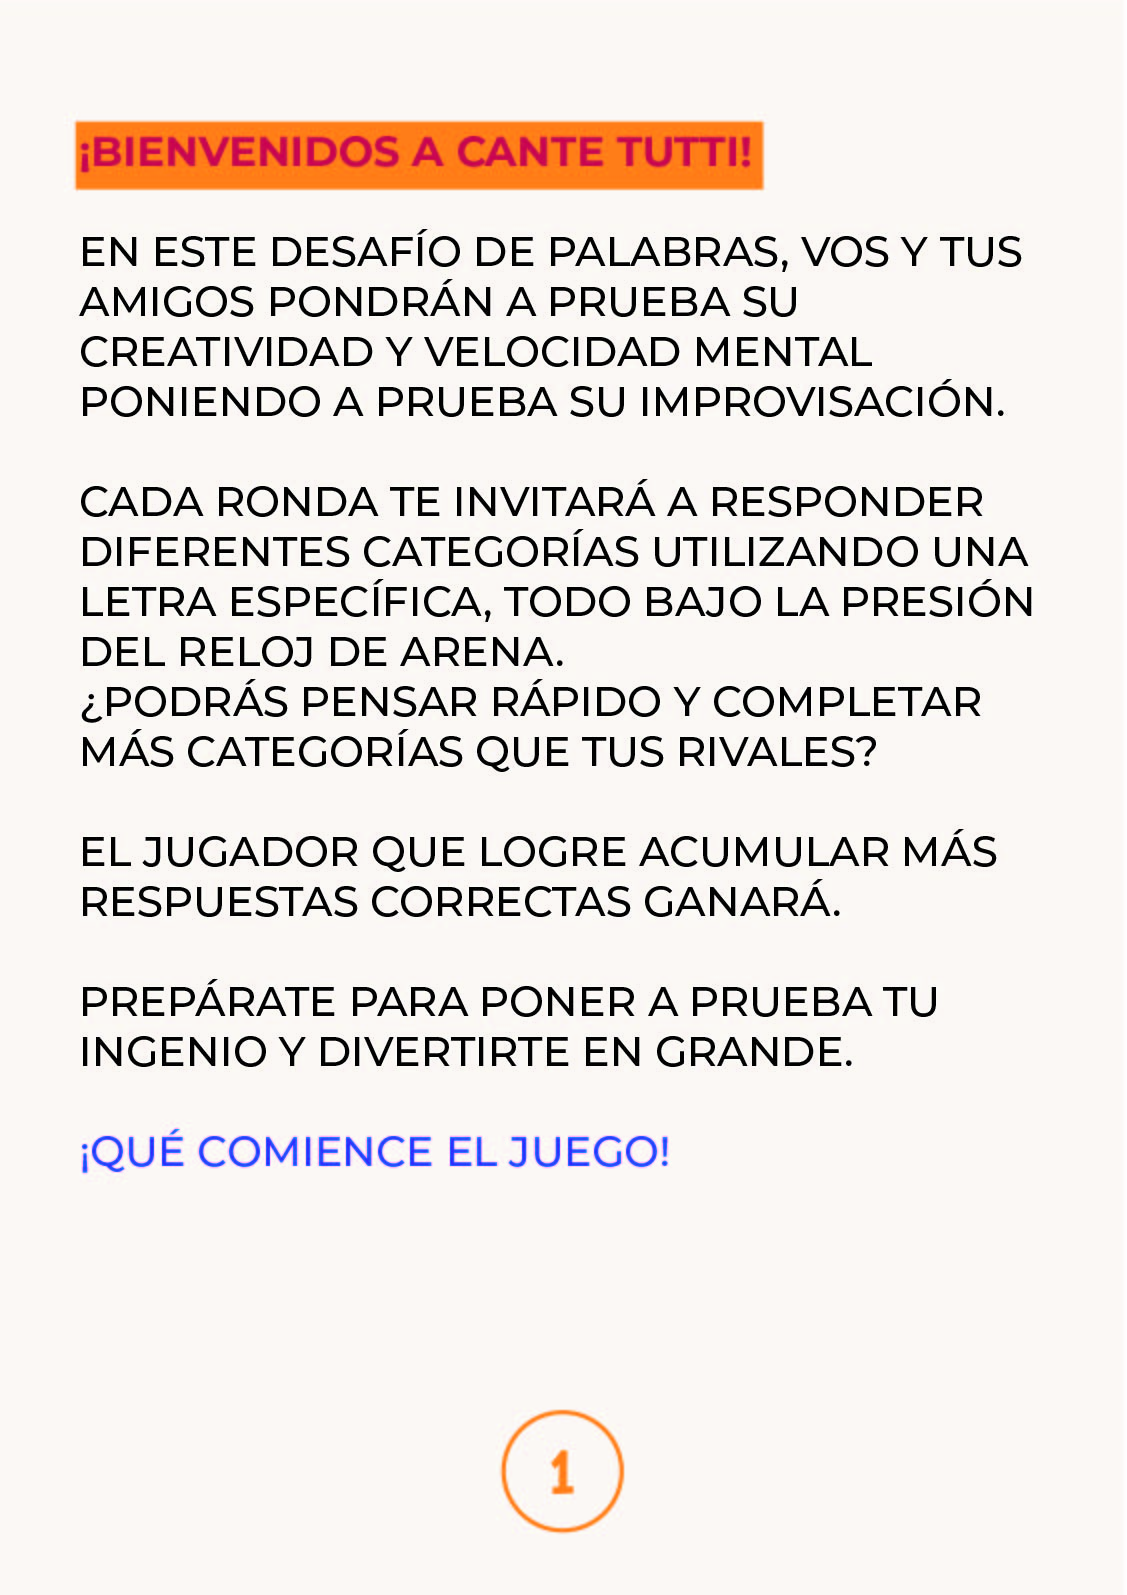 ¡BIENVENIDOS A CANTE TUTTI!
EN ESTE DESAFÍO DE PALABRAS, VOS Y TUS
AMIGOS PONDRÁN A PRUEBA SU
CREATIVIDAD Y VELOCIDAD MENTAL
PONIENDO A PRUEBA SU IMPROVISACIÓN.
CADA RONDA TE INVITARÁ A RESPONDER
DIFERENTES CATEGORÍAS UTILIZANDO UNA
LETRA ESPECÍFICA, TODO BAJO LA PRESIÓN
DEL RELOJ DE ARENA.
¿PODRÁS PENSAR RÁPIDO Y COMPLETAR
MÁS CATEGORÍAS QUE TUS RIVALES?
EL JUGADOR QUE LOGRE ACUMULAR MÁS
RESPUESTAS CORRECTAS GANARÁ.
PREPÁRATE PARA PONER A PRUEBA TU
INGENIO Y DIVERTIRTE EN GRANDE.
¡QUÉ COMIENCE EL JUEGO!
1